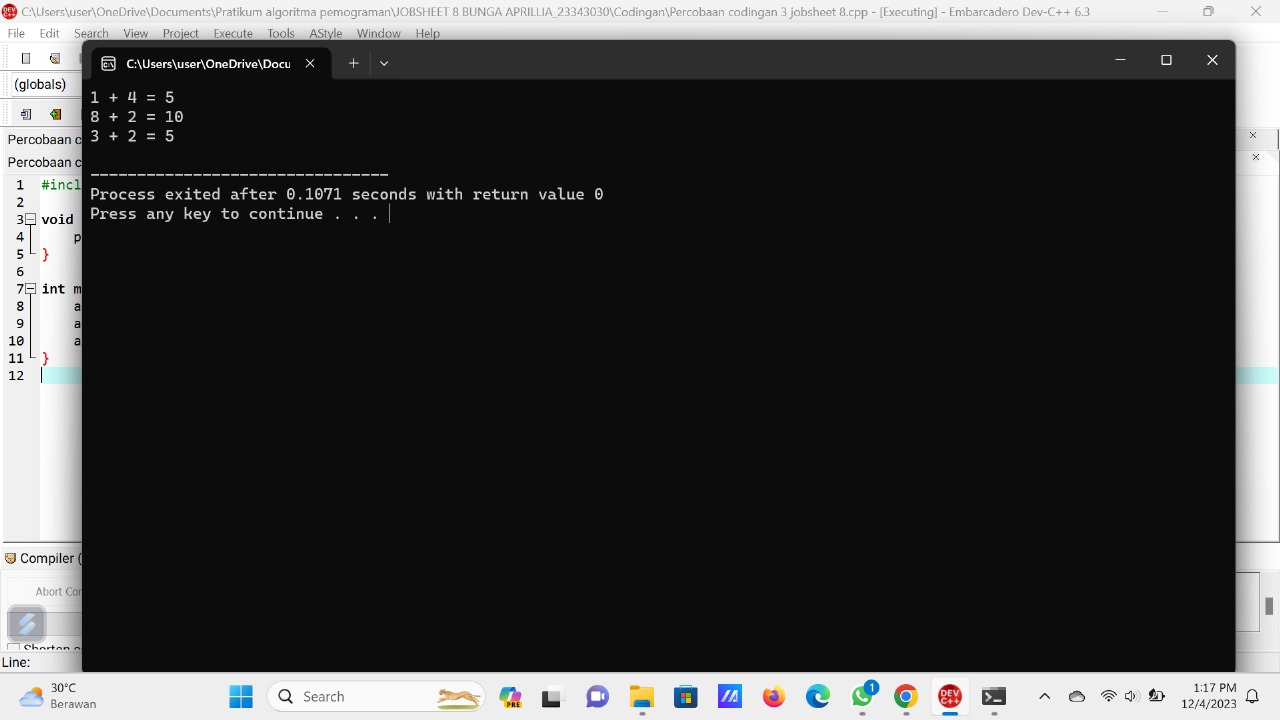 C:\Users\user\OneDrive\Documents\Pratikum algoritma pemograman\JOBSHEET 8 BUNGA APRILLIA_23343030\Codingan\Percobaan codingan 3 jobsheet 8.cpp - [Executing] - Embarcadero Dev-C++ 6.3
File Edit Search View Project Execute Tools AStyle Window Help
C:\Users\user\OneDrive\Docu
(globals)
1 + 4 = 5
8 + 2 = 10
3 + 2 = 5
--------------------------------
Process exited after 0.1071 seconds with return value 0
Press any key to continue . . .
Percobaan c
Percobaan c
1 #incl
2
3 void
4 p
5 }
6
7 int m
8 a
9 a
10 a
11 }
12
Compiler (
Abort Con
Shorten
Line:
30°C
Berawan
Search
PRE
1
DEV C++
1:17 PM
12/4/2023